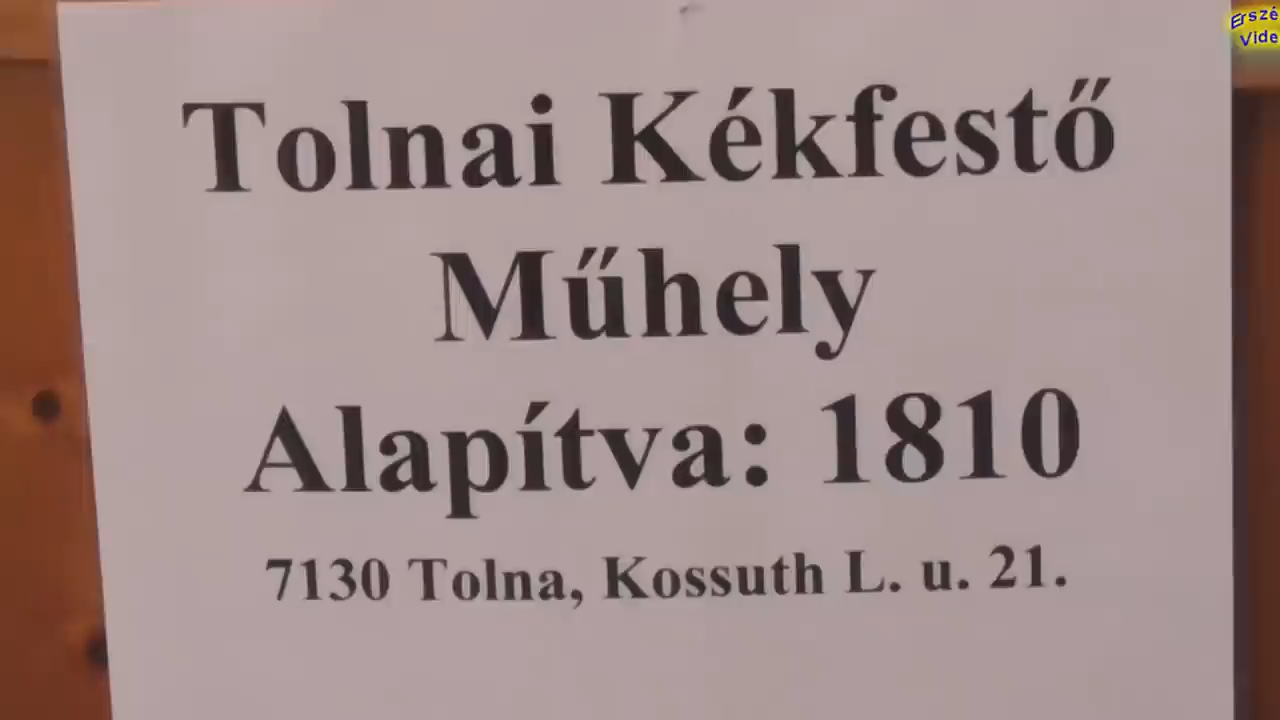 Tolnai Kékfestő
Műhely
Alapítva: 1810
7130 Tolna, Kossuth L. u. 21.